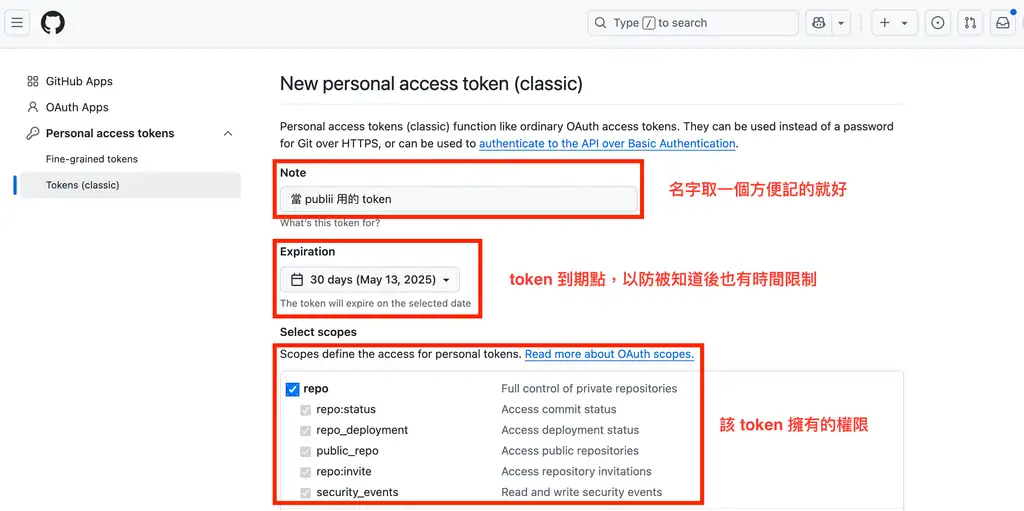 Type / to search
GitHub Apps
OAuth Apps
Personal access tokens
Fine-grained tokens
Tokens (classic)
New personal access token (classic)
Personal access tokens (classic) function like ordinary OAuth access tokens. They can be used instead of a password
for Git over HTTPS, or can be used to authenticate to the API over Basic Authentication.
Note
當 publii 用的 token
名字取一個方便記的就好
What's this token for?
Expiration
30 days (May 13, 2025)
token 到期點，以防被知道後也有時間限制
The token will expire on the selected date
Select scopes
Scopes define the access for personal tokens. Read more about OAuth scopes.
repo Full control of private repositories
repo:status Access commit status
repo_deployment Access deployment status
該 token 擁有的權限
public_repo Access public repositories
repo:invite Access repository invitations
security_events Read and write security events